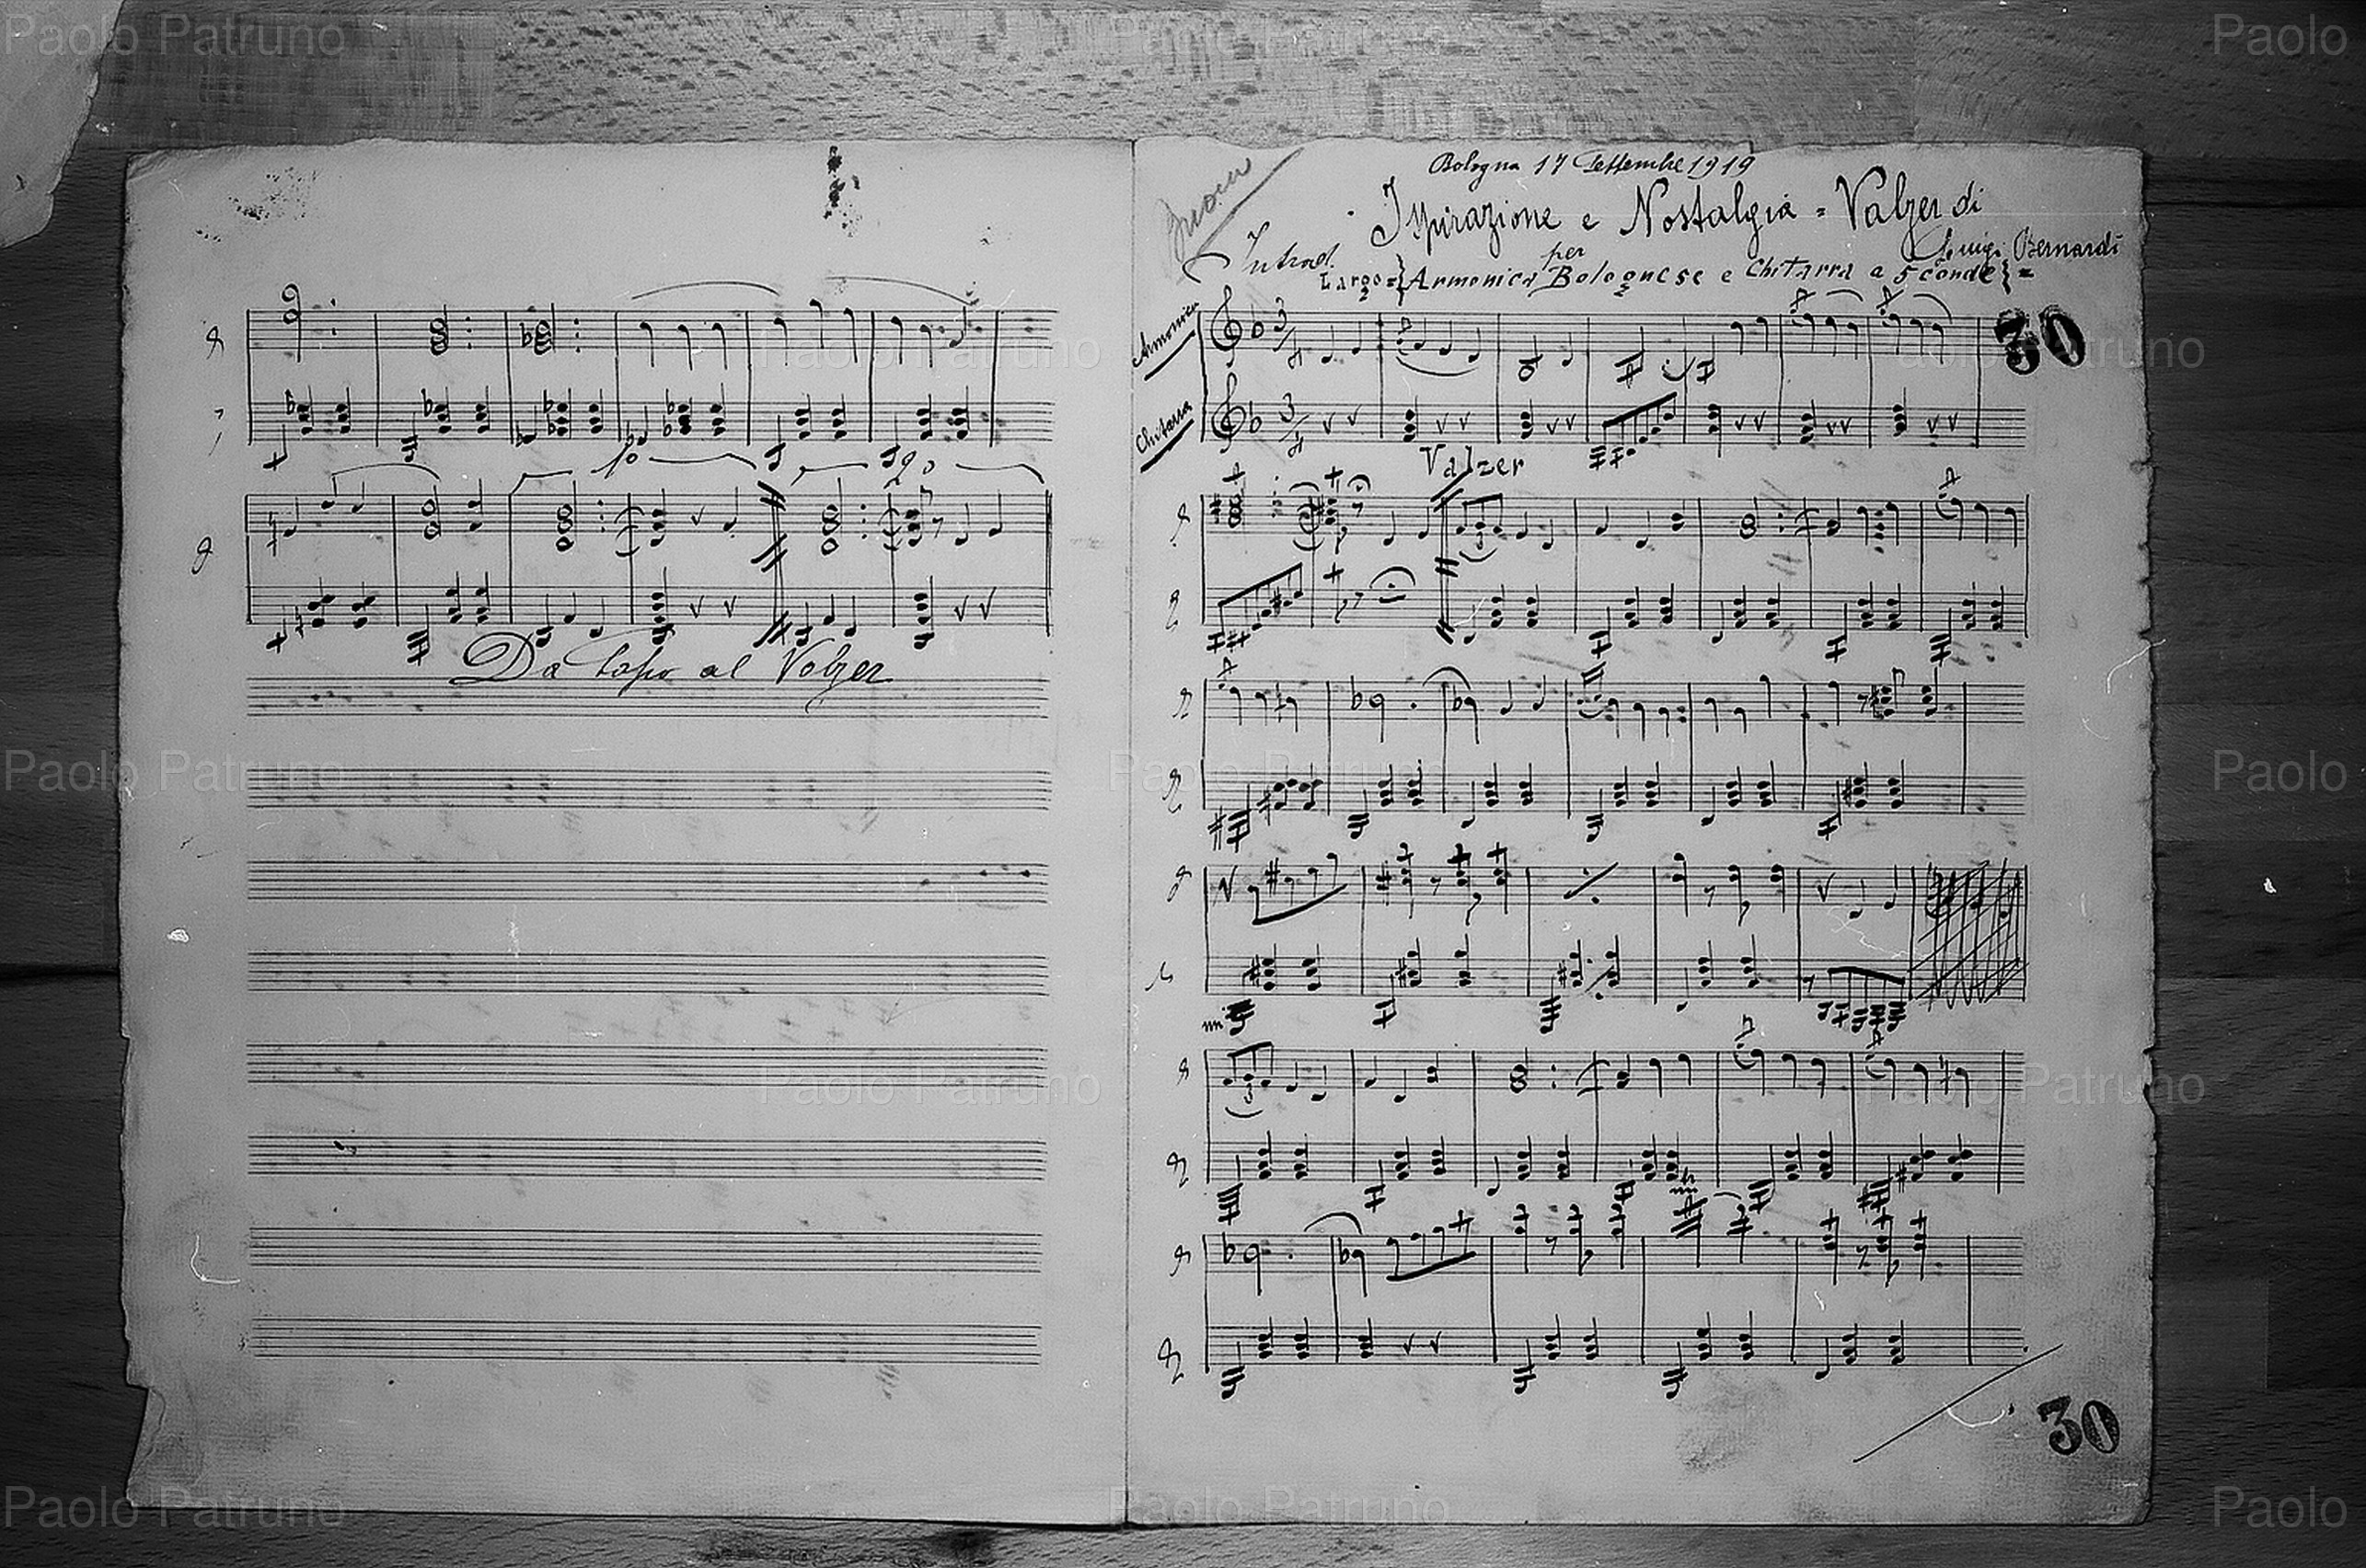 1o 2o
Da Capo al Valzer
Buono
Bologna 17 Settembre 1919
Ispirazione e Nostalgia = Valzer di
Luigi Bernardi
Introd. per
Largo = {Armonica Bolognese e Chitarra a 5 corde} =
Armonica
30
Chitarra
Valzer
30
Paolo Patruno
Paolo Patruno
Paolo
Paolo Patruno
Paolo Patruno
Paolo Patruno
Paolo Patruno
Paolo
Paolo Patruno
Paolo Patruno
Paolo Patruno
Paolo Patruno
Paolo